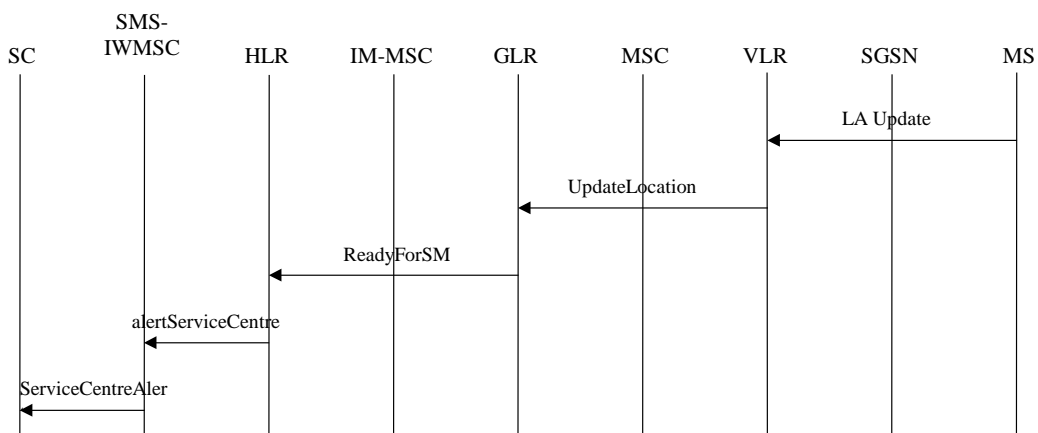 SMS-
IWMSC
SC HLR IM-MSC GLR MSC VLR SGSN MS
LA Update
UpdateLocation
ReadyForSM
alertServiceCentre
ServiceCentreAler